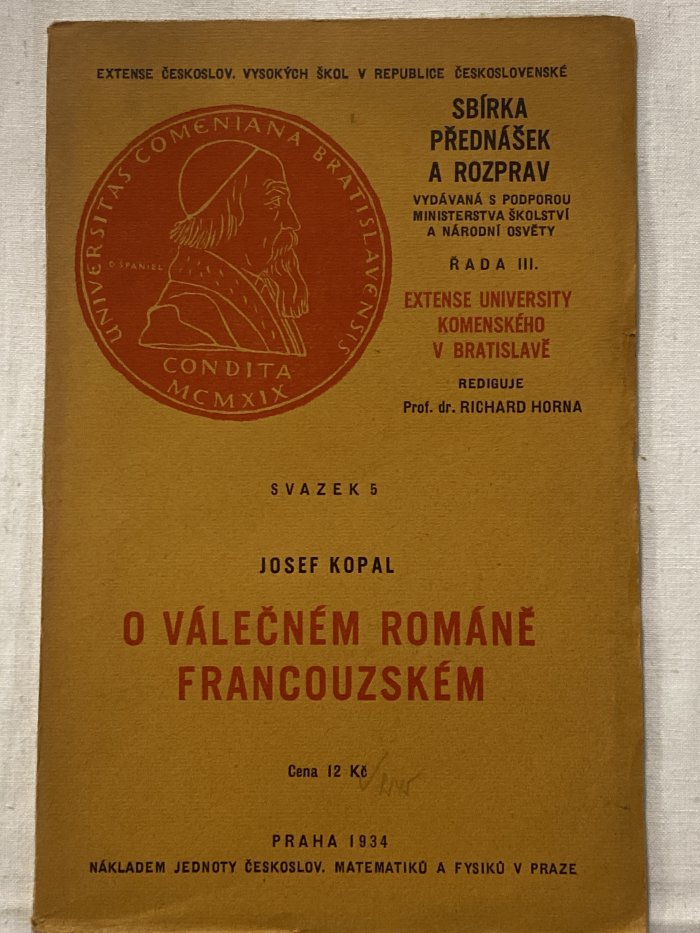 EXTENSE ČESKOSLOV. VYSOKÝCH ŠKOL V REPUBLICE ČESKOSLOVENSKÉ
UNIVERSITAS COMENIANA BRATISLAVENSIS
O. ŠPANIEL
CONDITA
MCMXIX
SBÍRKA
PŘEDNÁŠEK
A ROZPRAV
VYDÁVANÁ S PODPOROU
MINISTERSTVA ŠKOLSTVÍ
A NÁRODNÍ OSVĚTY
ŘADA III.
EXTENSE UNIVERSITY
KOMENSKÉHO
V BRATISLAVĚ
REDIGUJE
Prof. dr. RICHARD HORNA
SVAZEK 5
JOSEF KOPAL
O VÁLEČNÉM ROMÁNĚ
FRANCOUZSKÉM
Cena 12 Kč
PRAHA 1934
NÁKLADEM JEDNOTY ČESKOSLOV. MATEMATIKŮ A FYSIKŮ V PRAZE